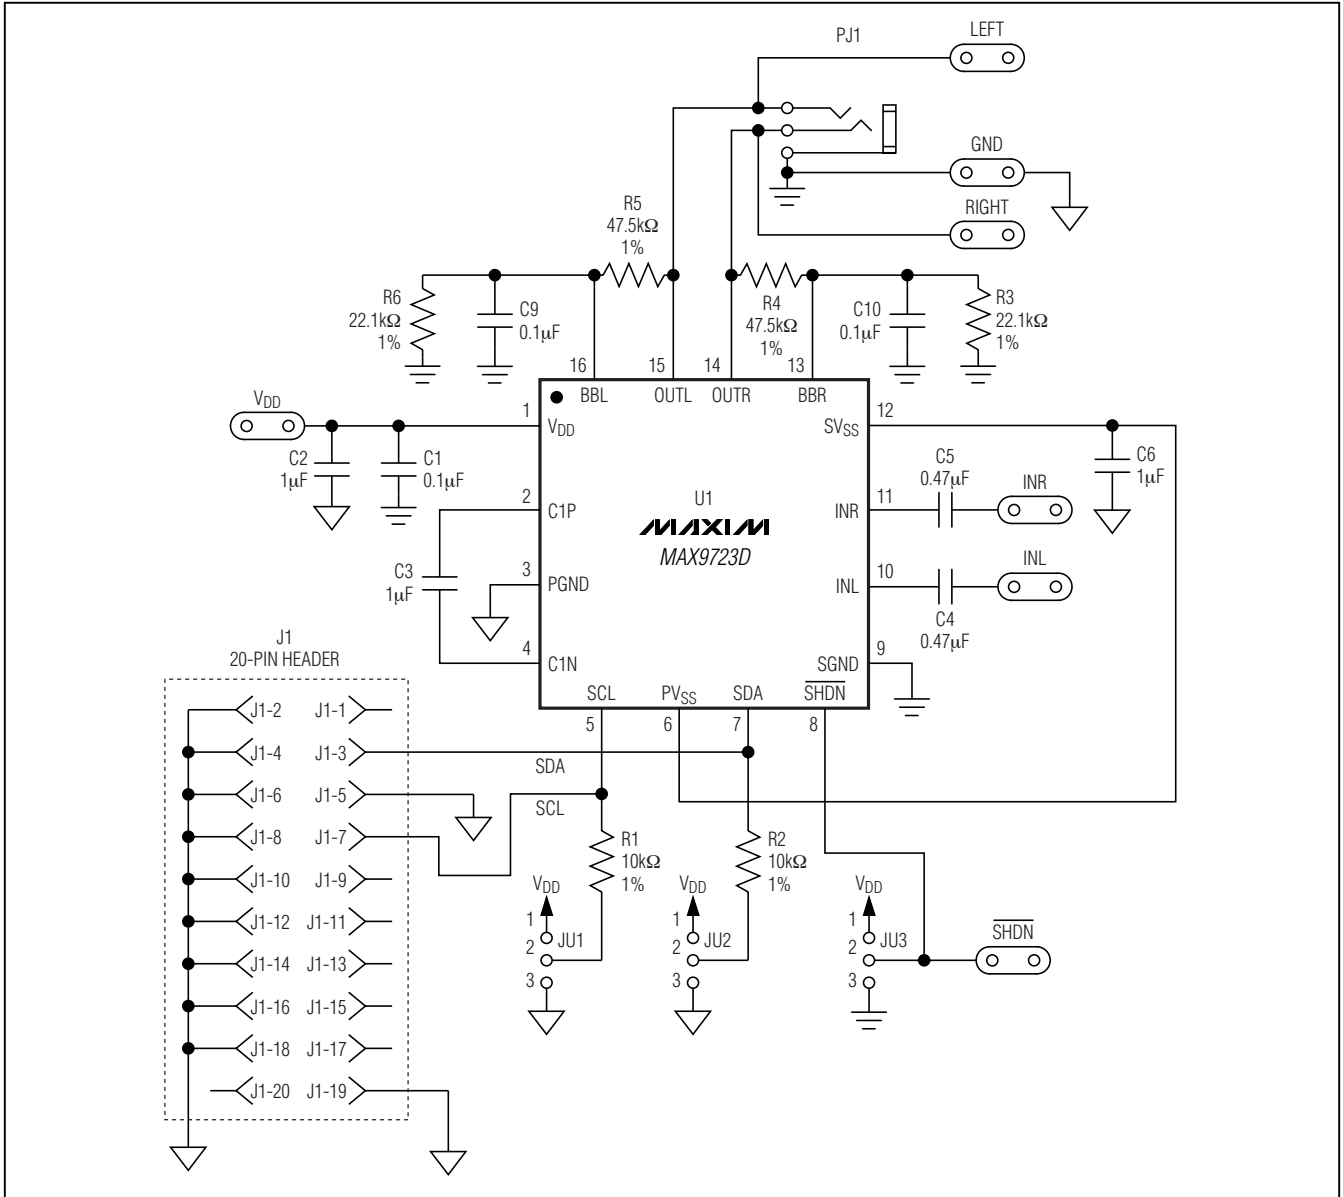 PJ1
LEFT
GND
RIGHT
R5
47.5kΩ
1%
R6
22.1kΩ
1%
C9
0.1µF
R4
47.5kΩ
1%
C10
0.1µF
R3
22.1kΩ
1%
16
15
14
13
BBL
OUTL
OUTR
BBR
VDD
1
VDD
12
SVSS
C2
1µF
C1
0.1µF
C5
0.47µF
C6
1µF
2
C1P
U1
MAXIM
MAX9723D
INR
11
INR
C3
1µF
3
PGND
INL
10
INL
C4
0.47µF
4
C1N
SGND
9
SCL
PVSS
SDA
SHDN
5
6
7
8
J1
20-PIN HEADER
J1-2 J1-1
J1-4 J1-3
J1-6 J1-5
J1-8 J1-7
J1-10 J1-9
J1-12 J1-11
J1-14 J1-13
J1-16 J1-15
J1-18 J1-17
J1-20 J1-19
SDA
SCL
R1
10kΩ
1%
R2
10kΩ
1%
VDD
1
2
3
JU1
VDD
1
2
3
JU2
VDD
1
2
3
JU3
SHDN